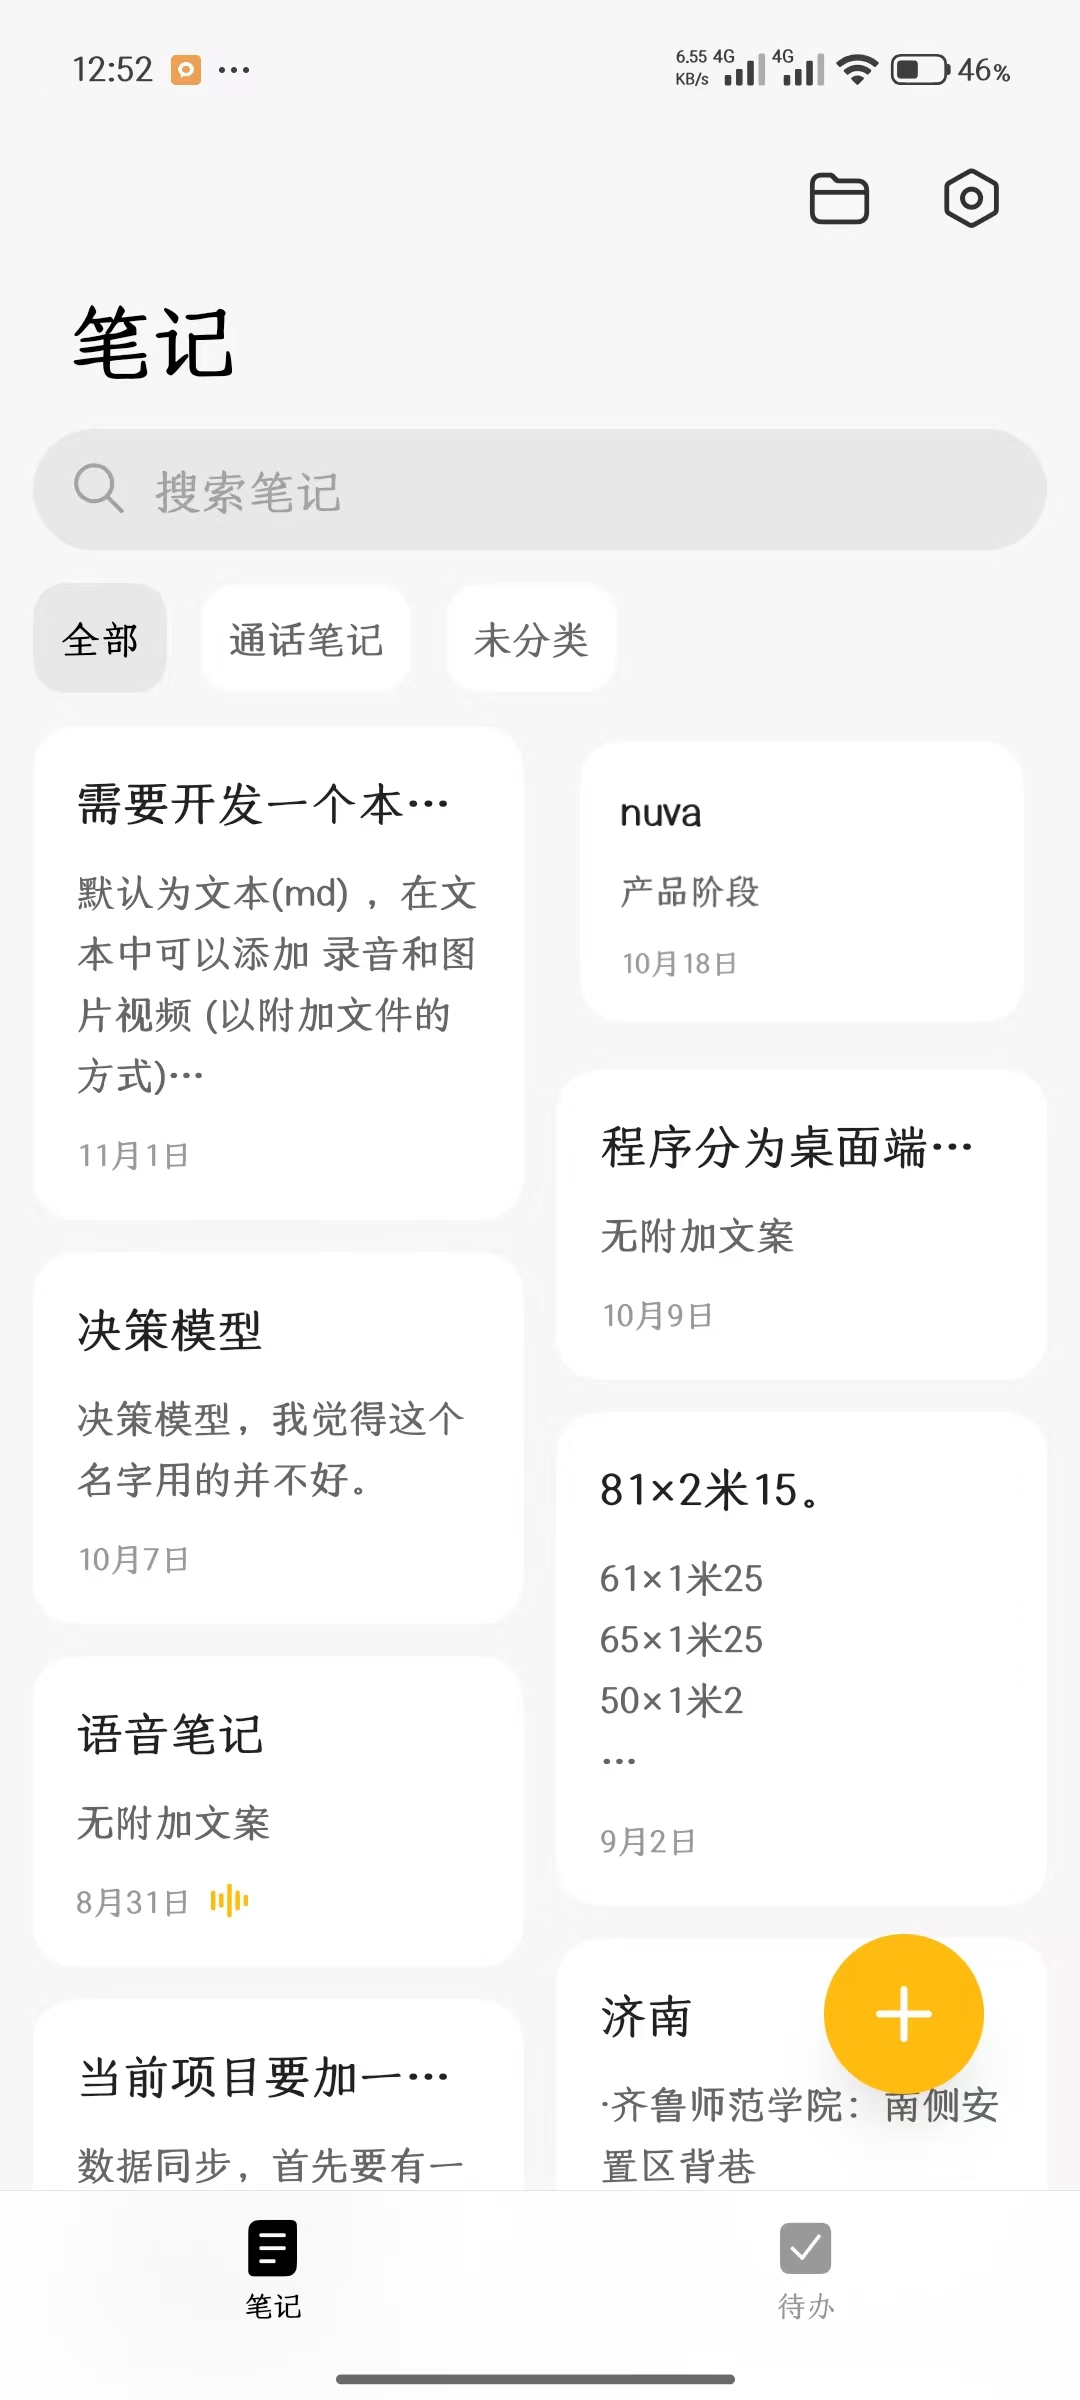 12:52
6.55 KB/s 4G 4G 46%
笔记
搜索笔记
全部 通话笔记 未分类
需要开发一个本…
默认为文本(md) ，在文
本中可以添加 录音和图
片视频 (以附加文件的
方式)…
11月1日
nuva
产品阶段
10月18日
程序分为桌面端…
无附加文案
10月9日
决策模型
决策模型，我觉得这个
名字用的并不好。
10月7日
81×2米15。
61×1米25
65×1米25
50×1米2
…
9月2日
语音笔记
无附加文案
8月31日
济南
·齐鲁师范学院：南侧安
置区背巷
当前项目要加一…
数据同步，首先要有一
笔记
待办